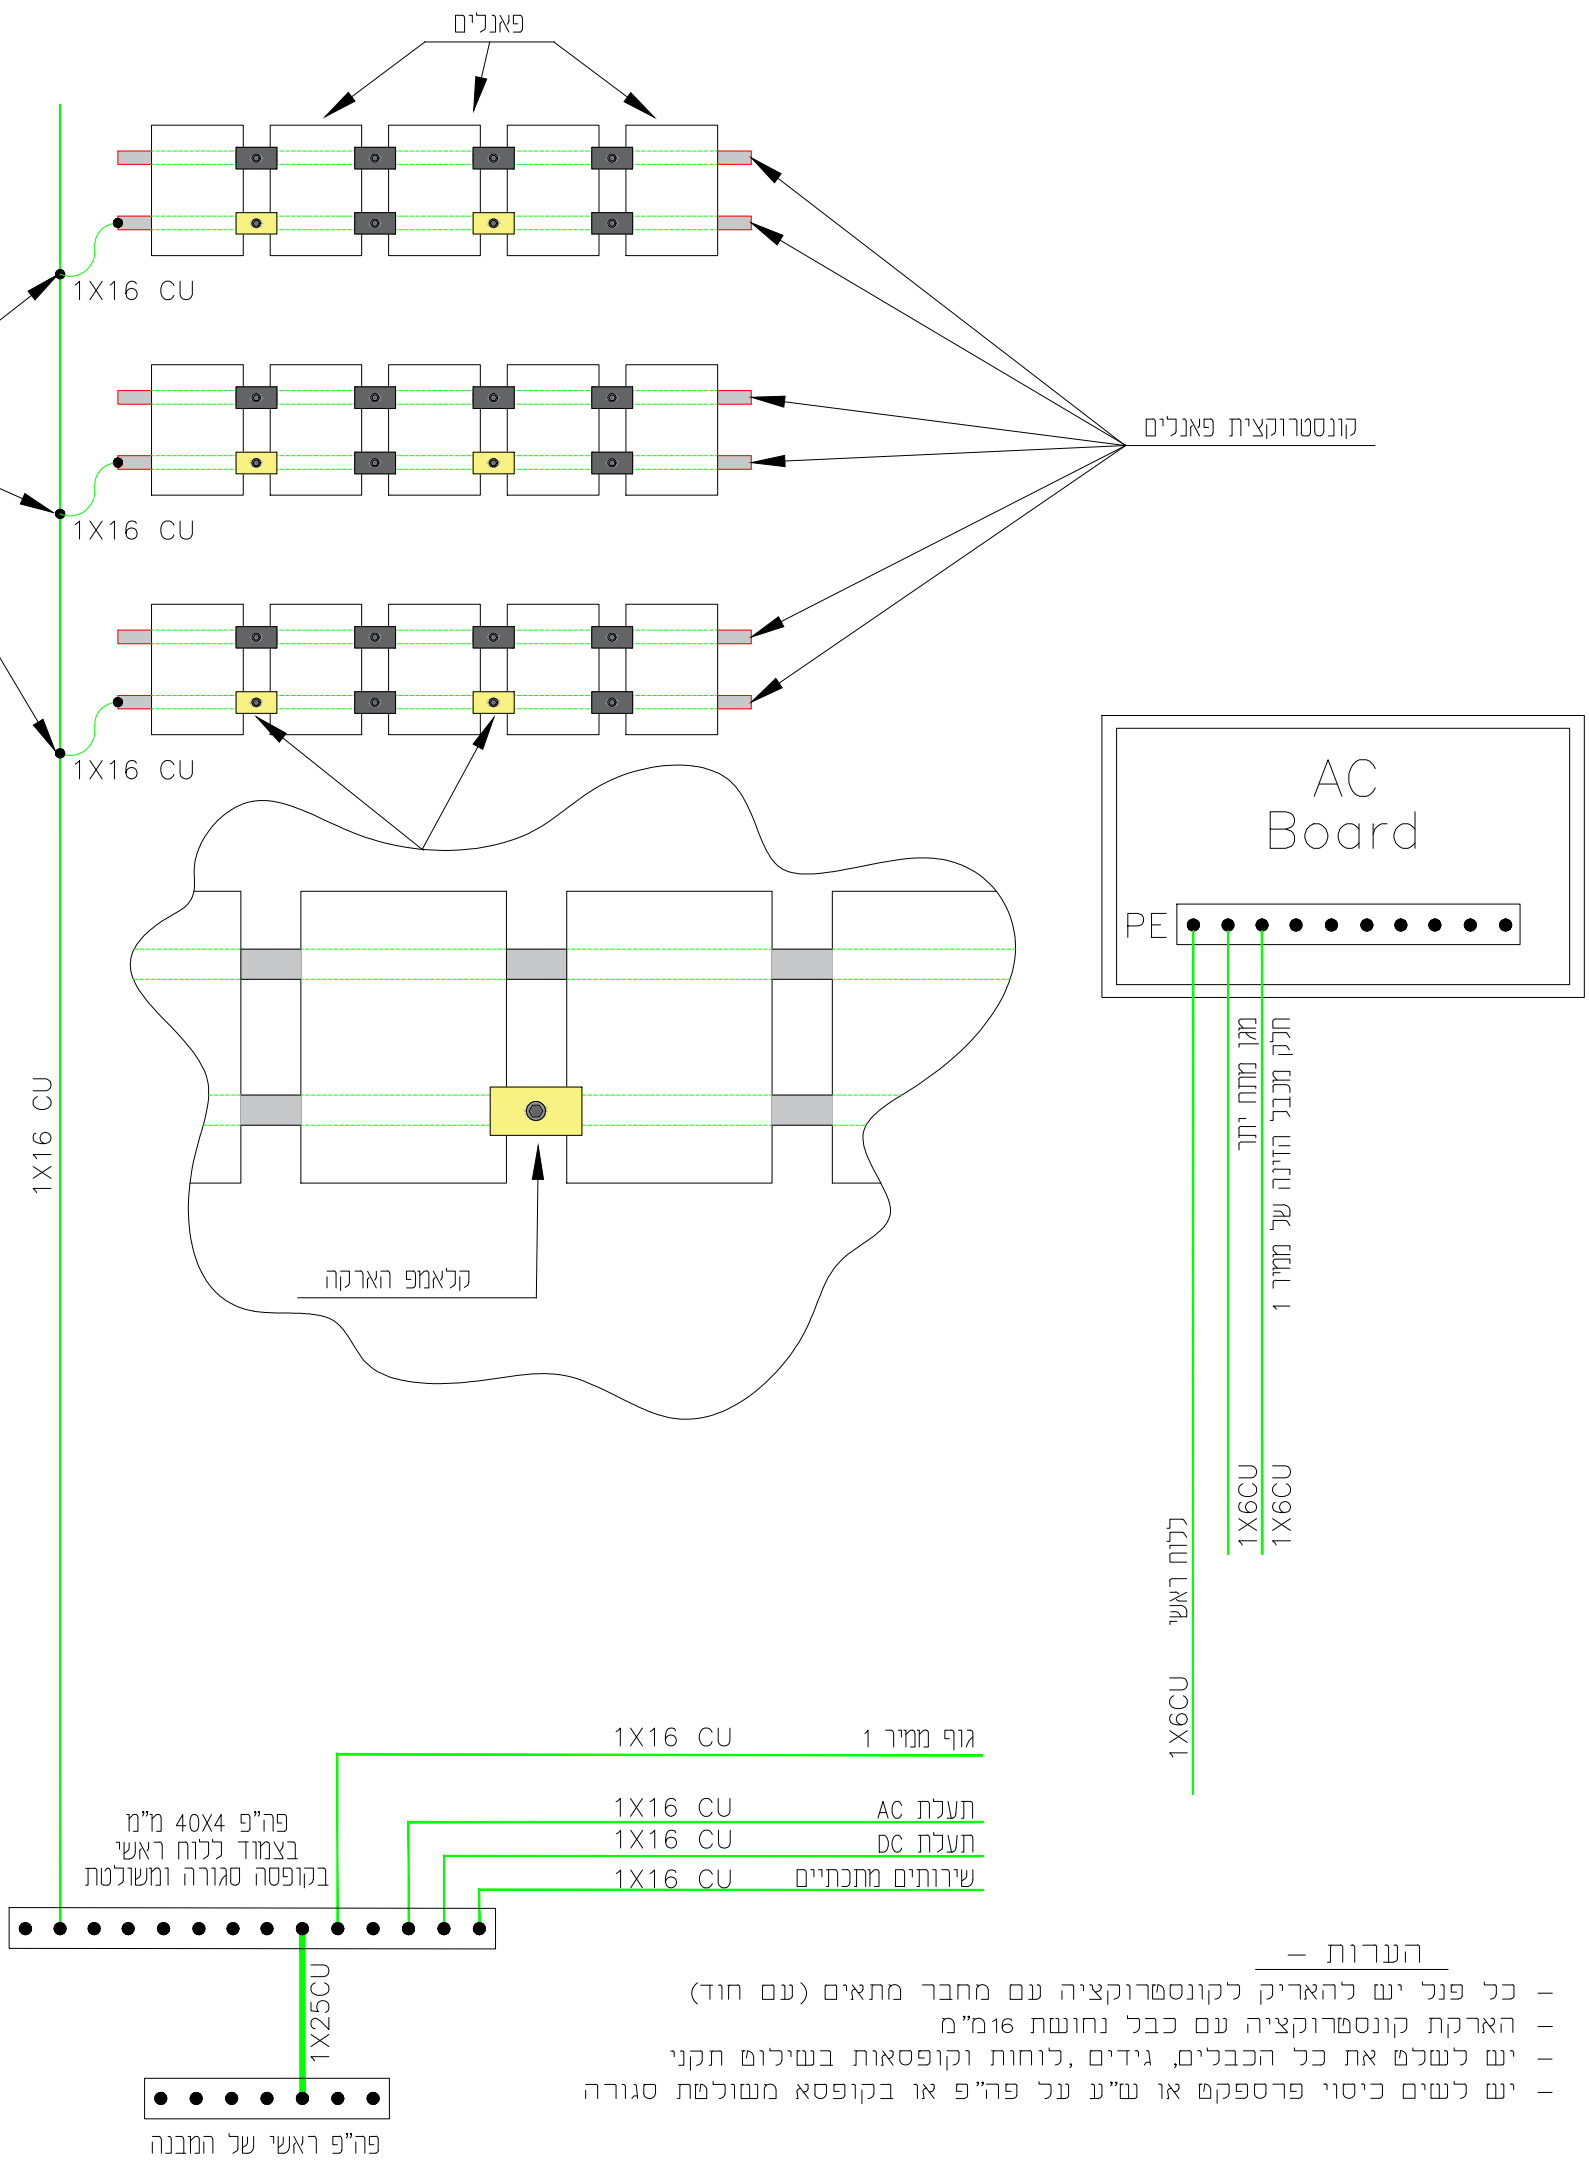 פאנלים
1X16 CU
קונסטרוקצית פאנלים
1X16 CU
1X16 CU
AC
Board
PE
מגן מתח יתר
חלק מכבל הזינה של ממיר 1
1X16 CU
קלאמפ הארקה
1X6CU
1X6CU
ללוח ראשי
1X6CU
1X16 CU גוף ממיר 1
1X16 CU תעלת AC
1X16 CU תעלת DC
1X16 CU שירותים מתכתיים
פה"פ 40X4 מ"מ
בצמוד ללוח ראשי
בקופסה סגורה ומשולטת
1X25CU
פה"פ ראשי של המבנה
הערות –
– כל פנל יש להאריק לקונסטרוקציה עם מחבר מתאים (עם חוד)
– הארקת קונסטרוקציה עם כבל נחושת 16מ"מ
– יש לשלט את כל הכבלים, גידים ,לוחות וקופסאות בשילוט תקני
– יש לשים כיסוי פרספקט או ש"ע על פה"פ או בקופסא משולטת סגורה